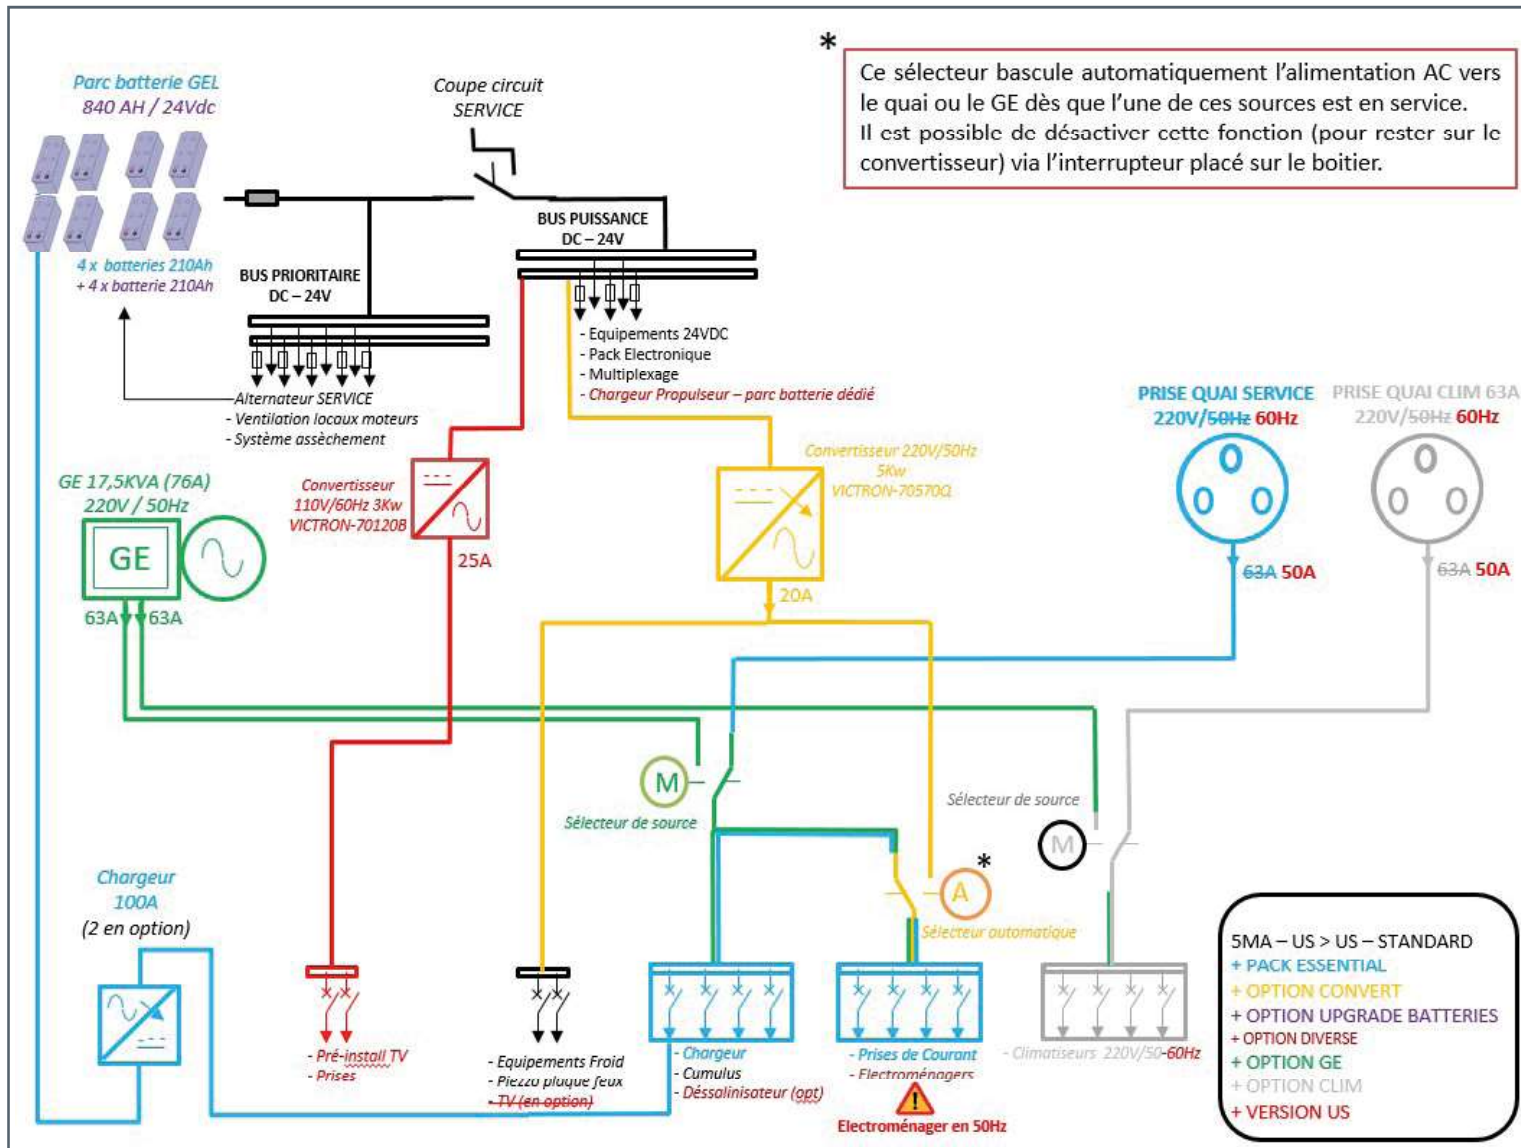 *
Ce sélecteur bascule automatiquement l'alimentation AC vers
le quai ou le GE dès que l'une de ces sources est en service.
Il est possible de désactiver cette fonction (pour rester sur le
convertisseur) via l'interrupteur placé sur le boitier.
Parc batterie GEL
840 AH / 24Vdc
4 x batteries 210Ah
+ 4 x batterie 210Ah
Coupe circuit
SERVICE
BUS PUISSANCE
DC – 24V
BUS PRIORITAIRE
DC – 24V
- Equipements 24VDC
- Pack Electronique
- Multiplexage
- Chargeur Propulseur – parc batterie dédié
- Alternateur SERVICE
- Ventilation locaux moteurs
- Système assèchement
PRISE QUAI SERVICE
220V/50Hz 60Hz
63A 50A
PRISE QUAI CLIM 63A
220V/50Hz 60Hz
63A 50A
GE 17,5KVA (76A)
220V / 50Hz
GE
63A
63A
Convertisseur
110V/60Hz 3Kw
VICTRON-70120B
25A
Convertisseur 220V/50Hz
5Kw
VICTRON-70570Q
20A
M
Sélecteur de source
Sélecteur de source
M
*
A
Sélecteur automatique
Chargeur
100A
(2 en option)
- Pré-install TV
- Prises
- Equipements Froid
- Piezzo plaque feux
- TV (en option)
- Chargeur
- Cumulus
- Déssalinisateur (opt)
- Prises de Courant
- Electroménagers
!
Electroménager en 50Hz
- Climatiseurs 220V/50-60Hz
5MA – US > US – STANDARD
+ PACK ESSENTIAL
+ OPTION CONVERT
+ OPTION UPGRADE BATTERIES
+ OPTION DIVERSE
+ OPTION GE
+ OPTION CLIM
+ VERSION US